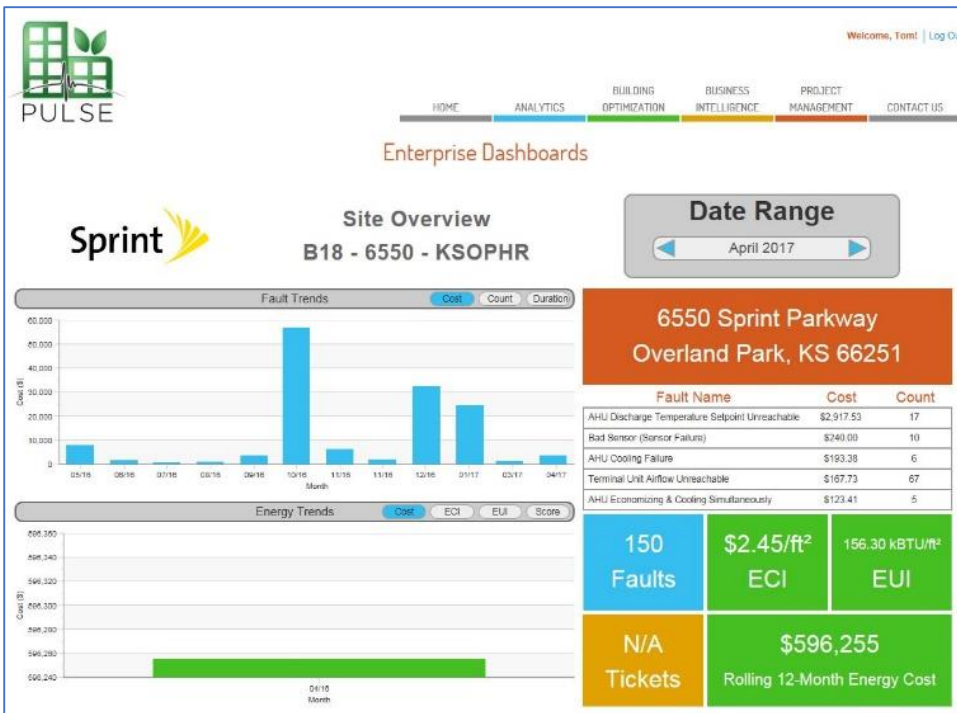 Welcome, Tom! | Log Ou
PULSE
HOME
ANALYTICS
BUILDING
OPTIMIZATION
BUSINESS
INTELLIGENCE
PROJECT
MANAGEMENT
CONTACT US
Enterprise Dashboards
Sprint
Site Overview
B18 - 6550 - KSOPHR
Date Range
April 2017
Fault Trends
Cost
Count
Duration
Cost ($)
60,000
50,000
40,000
30,000
20,000
10,000
0
05/16 06/16 07/16 08/16 09/16 10/16 11/16 11/16 12/16 01/17 03/17 04/17
Month
6550 Sprint Parkway
Overland Park, KS 66251
Fault Name Cost Count
AHU Discharge Temperature Setpoint Unreachable $2,917.53 17
Bad Sensor (Sensor Failure) $240.00 10
AHU Cooling Failure $193.38 6
Terminal Unit Airflow Unreachable $167.73 67
AHU Economizing & Cooling Simultaneously $123.41 5
Energy Trends
Cost
ECI
EUI
Score
Cost ($)
596,360
596,340
596,320
596,300
596,280
596,260
596,240
04/16
Month
150
Faults
$2.45/ft²
ECI
156.30 kBTU/ft²
EUI
N/A
Tickets
$596,255
Rolling 12-Month Energy Cost